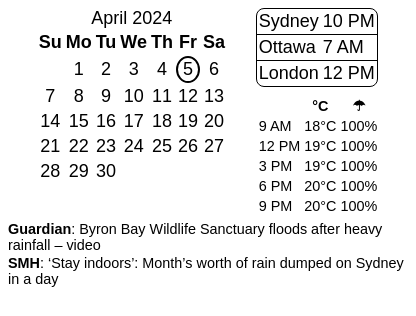 April 2024
Su Mo Tu We Th Fr Sa
1 2 3 4 5 6
7 8 9 10 11 12 13
14 15 16 17 18 19 20
21 22 23 24 25 26 27
28 29 30
Sydney 10 PM
Ottawa 7 AM
London 12 PM
°C ☂
9 AM 18°C 100%
12 PM 19°C 100%
3 PM 19°C 100%
6 PM 20°C 100%
9 PM 20°C 100%
Guardian: Byron Bay Wildlife Sanctuary floods after heavy
rainfall – video
SMH: ‘Stay indoors’: Month’s worth of rain dumped on Sydney
in a day